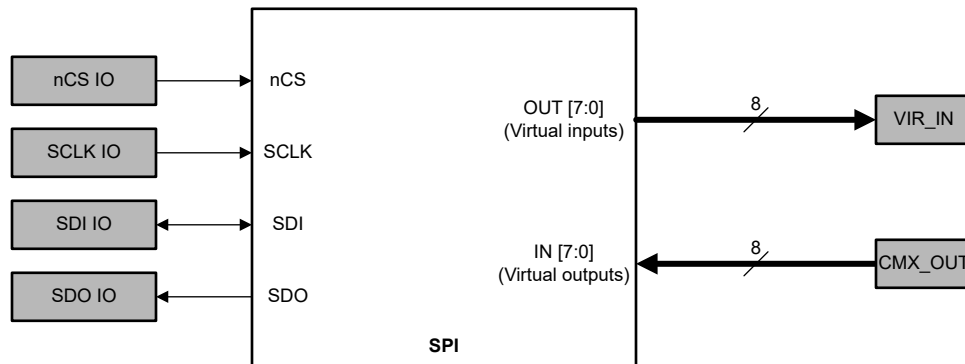 nCS IO
nCS
SCLK IO
SCLK
SDI IO
SDI
SDO IO
SDO
OUT [7:0]
(Virtual inputs)
8
VIR_IN
IN [7:0]
(Virtual outputs)
8
CMX_OUT
SPI